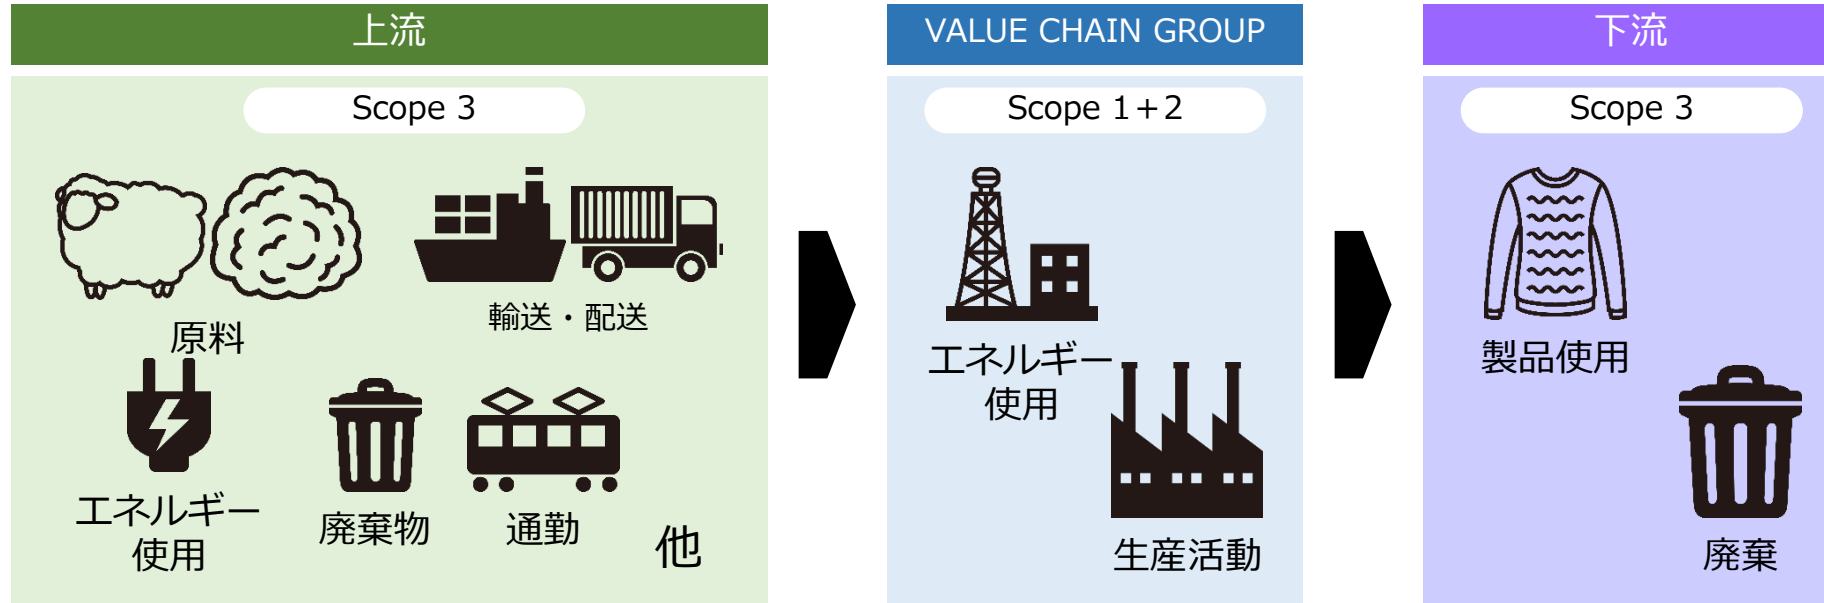 上流
Scope 3
原料
輸送・配送
エネルギー
使用
廃棄物
通勤
他
VALUE CHAIN GROUP
Scope 1+2
エネルギー
使用
生産活動
下流
Scope 3
製品使用
廃棄